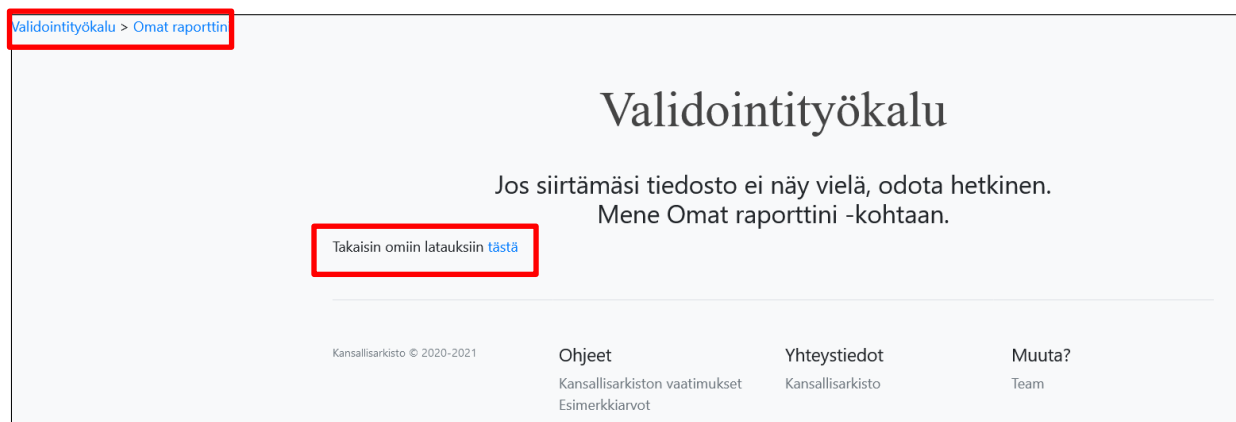 Validointityökalu > Omat raporttini
Validointityökalu
Jos siirtämäsi tiedosto ei näy vielä, odota hetkinen.
Mene Omat raporttini -kohtaan.
Takaisin omiin latauksiin tästä
Kansallisarkisto © 2020-2021
Ohjeet
Kansallisarkiston vaatimukset
Esimerkkiarvot
Yhteystiedot
Kansallisarkisto
Muuta?
Team